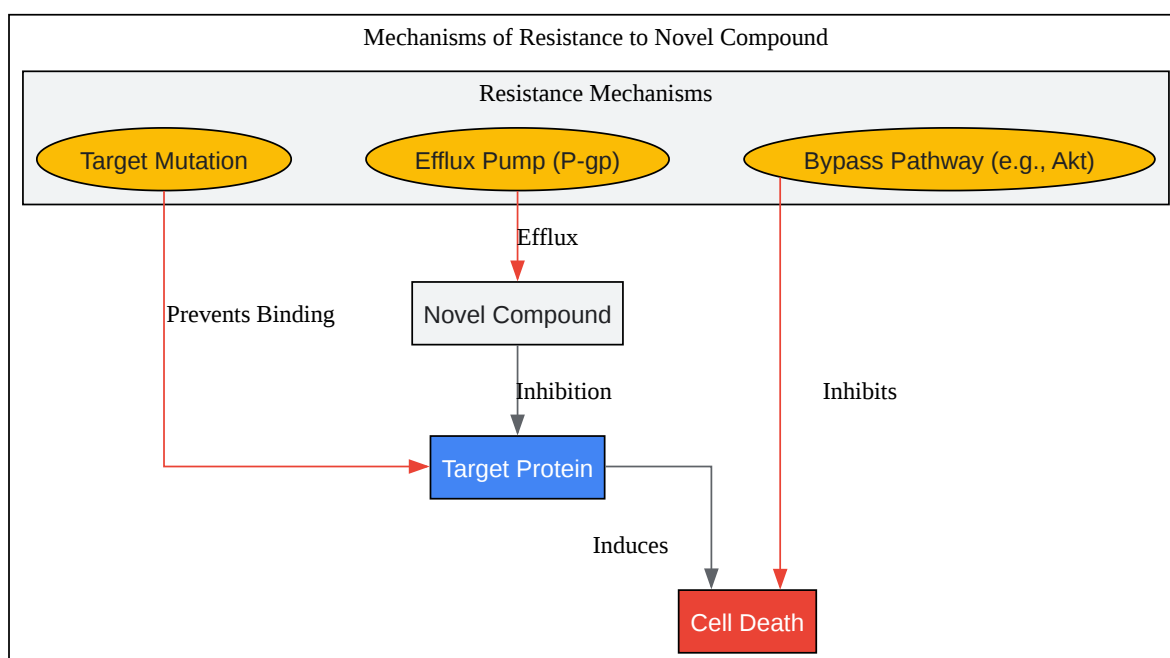 Mechanisms of Resistance to Novel Compound
Resistance Mechanisms
Target Mutation
Efflux Pump (P-gp)
Bypass Pathway (e.g., Akt)
Efflux
Prevents Binding
Novel Compound
Inhibition
Inhibits
Target Protein
Induces
Cell Death